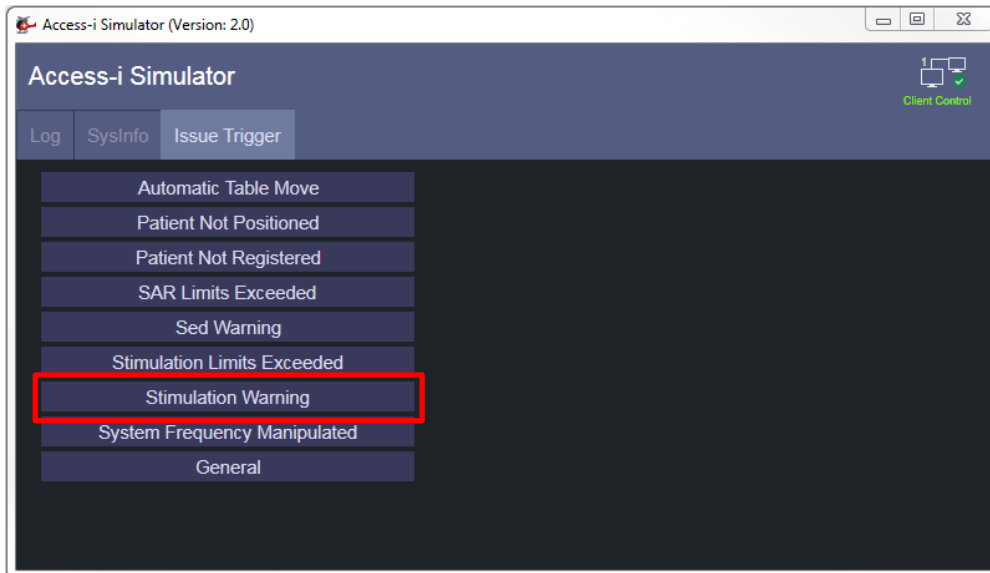 Access-i Simulator (Version: 2.0)
Access-i Simulator
1
Client Control
Log SysInfo Issue Trigger
Automatic Table Move
Patient Not Positioned
Patient Not Registered
SAR Limits Exceeded
Sed Warning
Stimulation Limits Exceeded
Stimulation Warning
System Frequency Manipulated
General